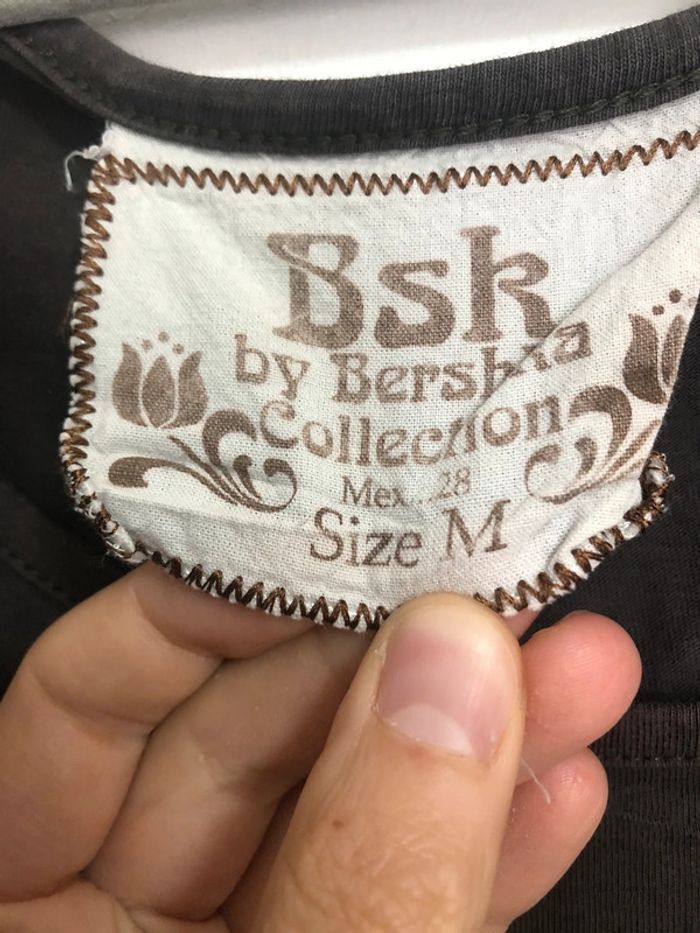 Bsk
by Bershka
Collection
Mex...28
Size M